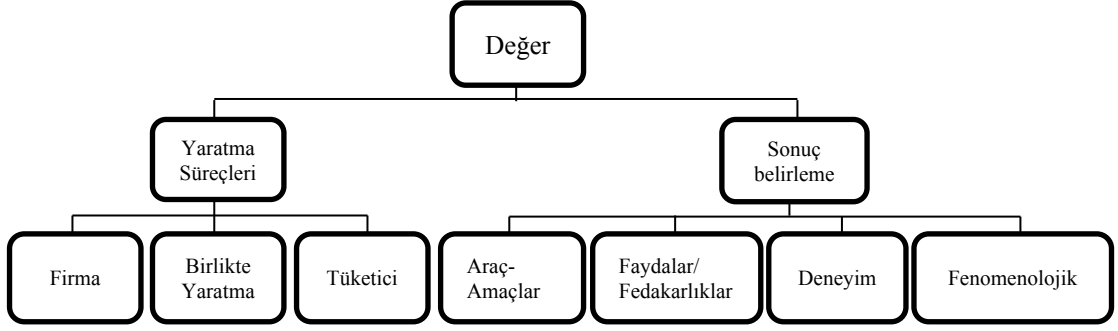 Değer
Yaratma
Süreçleri
Sonuç
belirleme
Firma
Birlikte
Yaratma
Tüketici
Araç-
Amaçlar
Faydalar/
Fedakarlıklar
Deneyim
Fenomenolojik